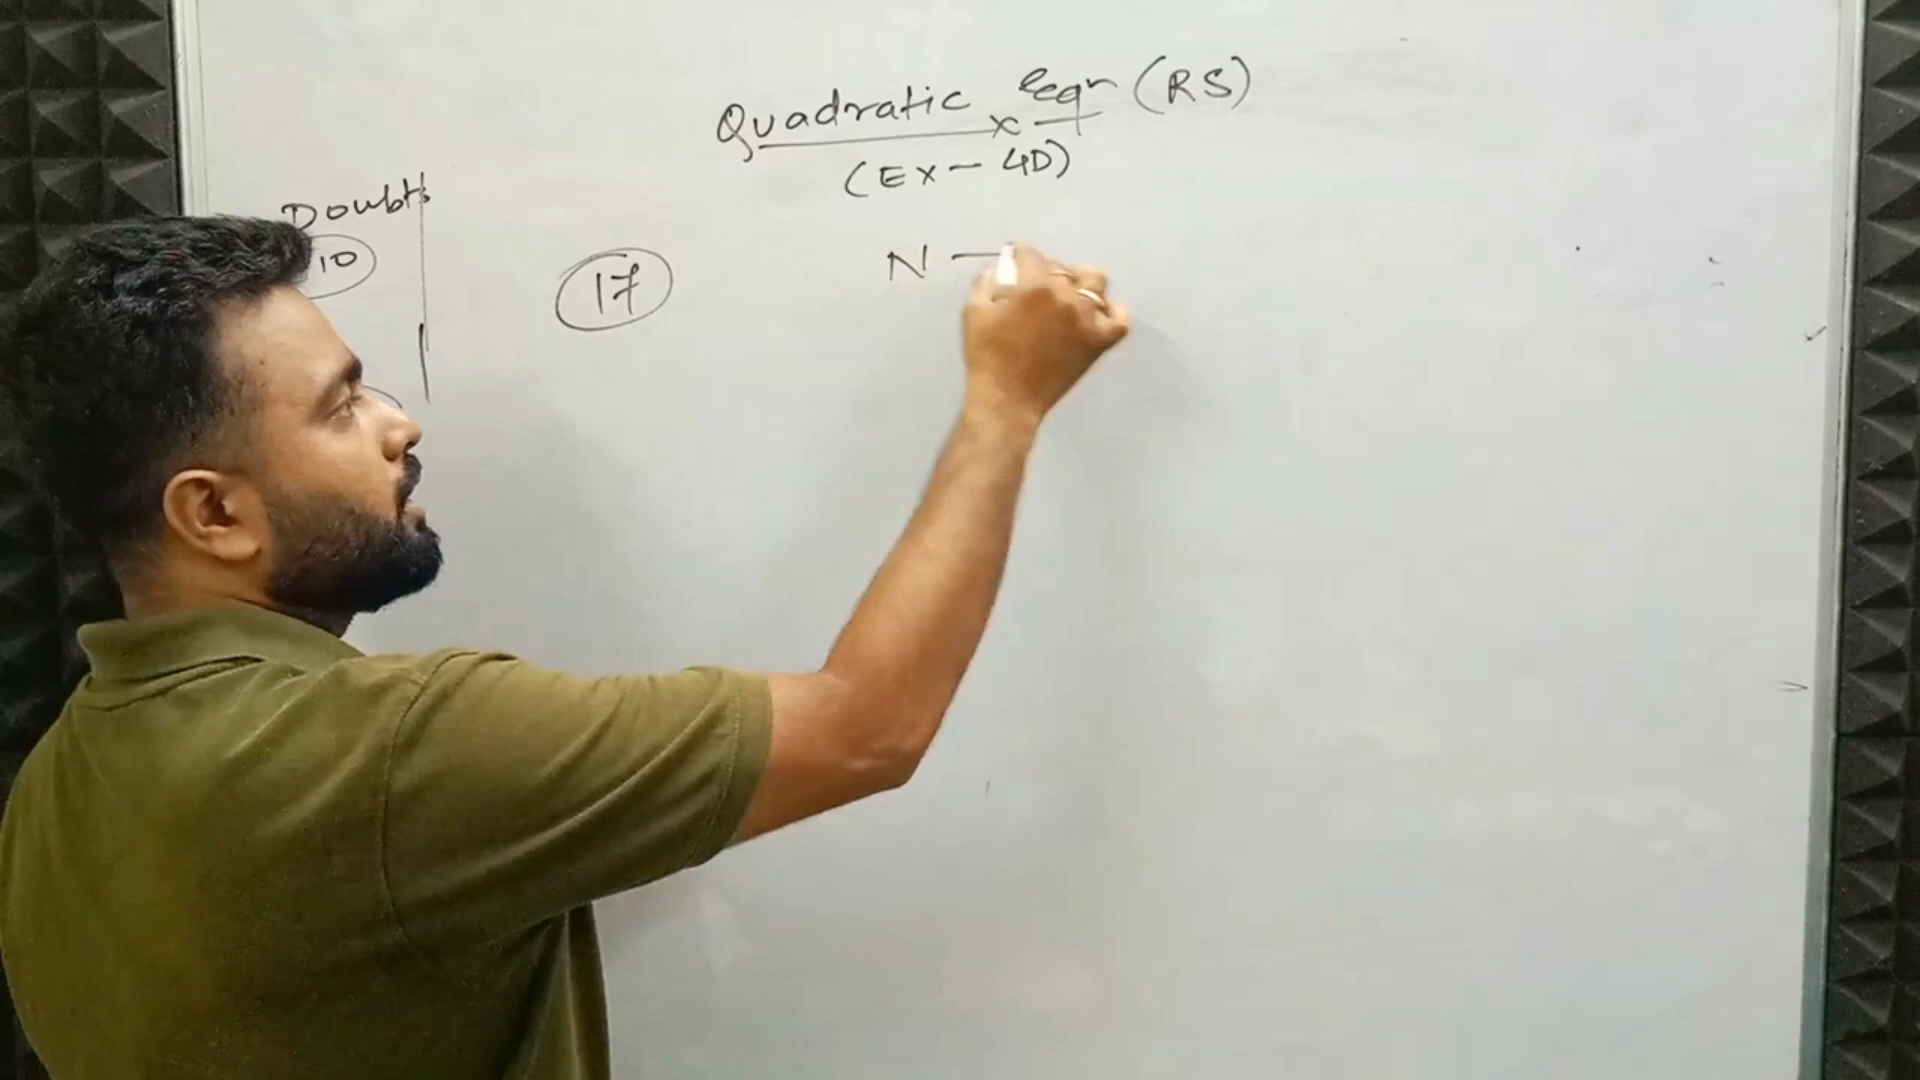 Quadratic Eqn (RS)
(Ex - 4D)
Doubts
10
17
N —